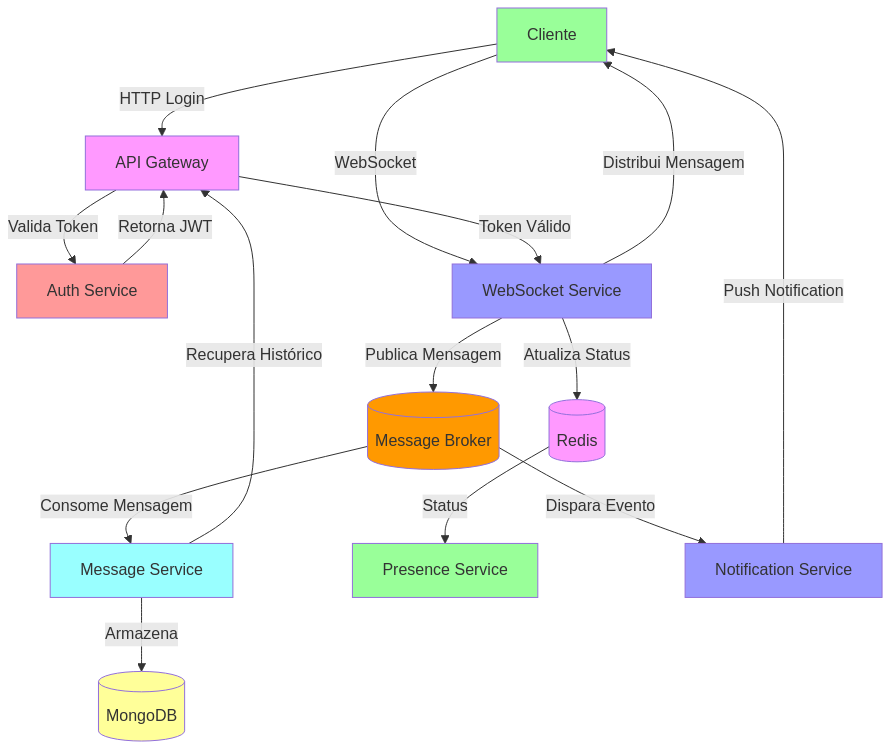 Cliente
HTTP Login
API Gateway
WebSocket
Distribui Mensagem
Valida Token
Retorna JWT
Token Válido
Auth Service
WebSocket Service
Push Notification
Recupera Histórico
Publica Mensagem
Atualiza Status
Message Broker
Redis
Consome Mensagem
Status
Dispara Evento
Message Service
Presence Service
Notification Service
Armazena
MongoDB